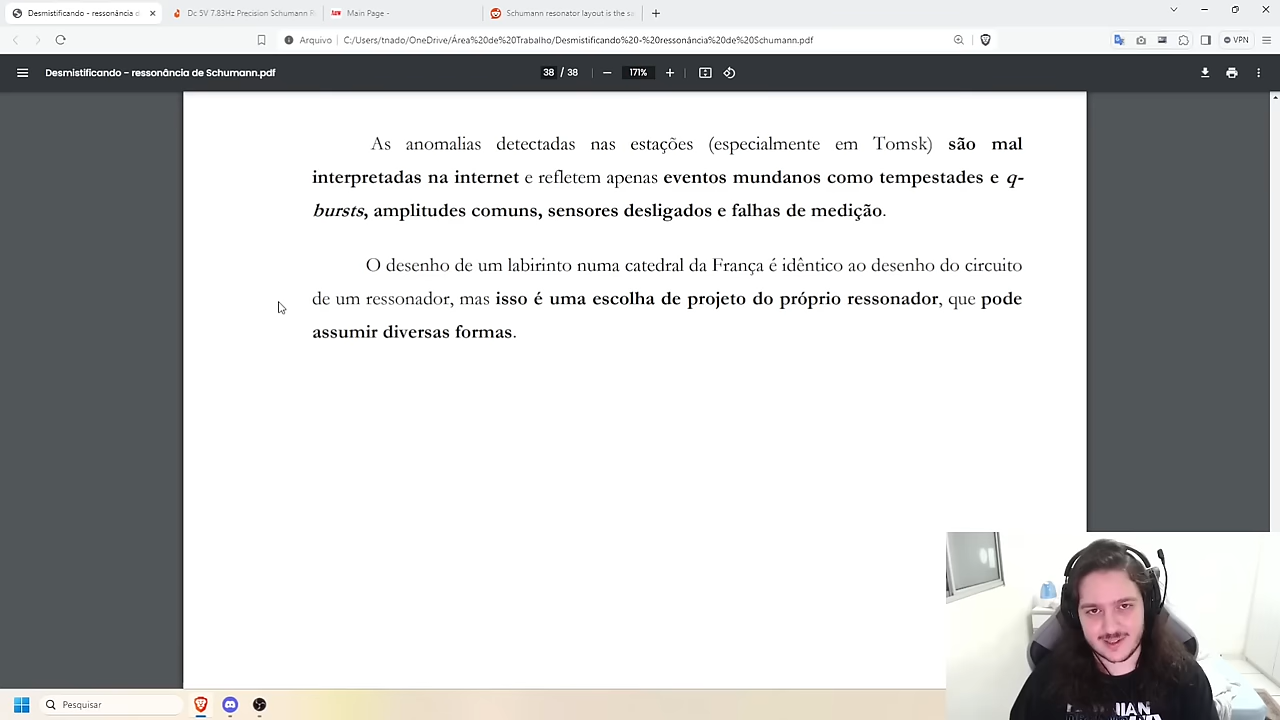 Desmistificando - ressonância d
Dc 5V 7.83Hz Precision Schumann R
Main Page -
Schumann resonator layout is the sa
Arquivo
C:/Users/tnado/OneDrive/Área%20de%20Trabalho/Desmistificando%20-%20ressonância%20de%20Schumann.pdf
VPN
Desmistificando - ressonância de Schumann.pdf
38 / 38
171%
As anomalias detectadas nas estações (especialmente em Tomsk) são mal
interpretadas na internet e refletem apenas eventos mundanos como tempestades e q-
bursts, amplitudes comuns, sensores desligados e falhas de medição.
O desenho de um labirinto numa catedral da França é idêntico ao desenho do circuito
de um ressonador, mas isso é uma escolha de projeto do próprio ressonador, que pode
assumir diversas formas.
Pesquisar